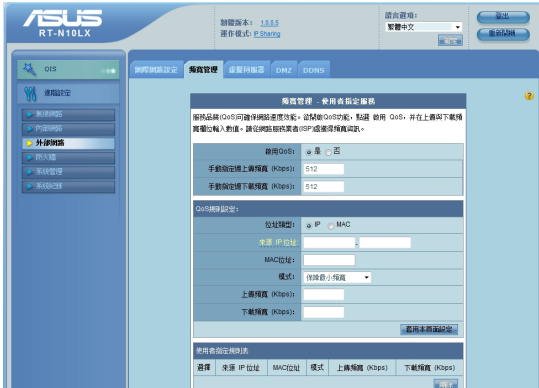 ASUS
RT-N10LX
韌體版本: 1.0.0.5
運作模式: IP Sharing
語言選項:
繁體中文
登出
重新開機
QIS
進階設定
無線網路
內部網路
外部網路
防火牆
系統管理
系統紀錄
網際網路設定 頻寬管理 虛擬伺服器 DMZ DDNS
頻寬管理 - 使用者指定服務
服務品質(QoS)可確保網路速度效能。欲開啟QoS功能，點選 啟用 QoS，并在上傳與下載頻
寬欄位輸入數值。請從網路服務業者(ISP)處獲得頻寬資訊。
啟用QoS: 是 否
手動指定總上傳頻寬 (Kbps): 512
手動指定總下載頻寬 (Kbps): 512
QoS規則設定:
位址類型: IP MAC
來源 IP 位址: -
MAC位址:
模式: 保障最小頻寬
上傳頻寬 (Kbps):
下載頻寬 (Kbps):
套用本頁面設定
使用者指定規則表
選擇 來源 IP 位址 MAC位址 模式 上傳頻寬 (Kbps) 下載頻寬 (Kbps)